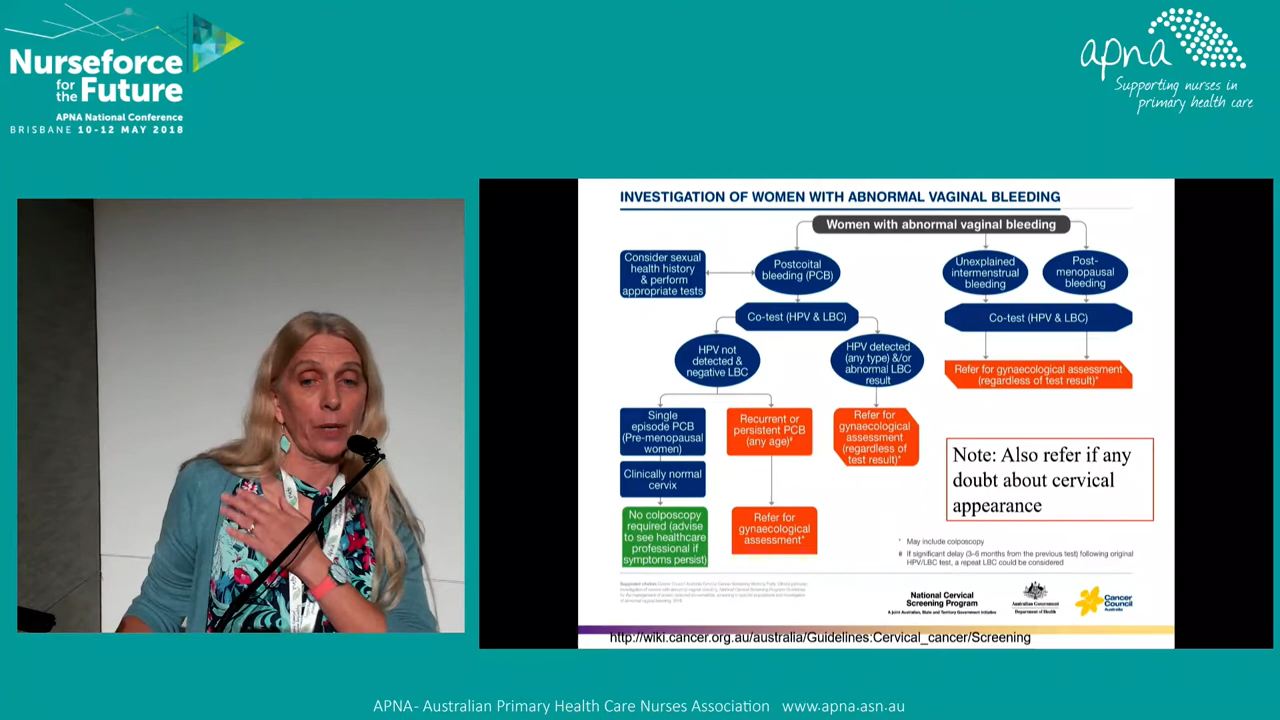 Nurseforce
for
the Future
APNA National Conference
BRISBANE 10-12 MAY 2018
apna
Supporting nurses in
primary health care
INVESTIGATION OF WOMEN WITH ABNORMAL VAGINAL BLEEDING
Women with abnormal vaginal bleeding
Consider sexual
health history
& perform
appropriate tests
Postcoital
bleeding (PCB)
Unexplained
intermenstrual
bleeding
Post-
menopausal
bleeding
Co-test (HPV & LBC)
Co-test (HPV & LBC)
HPV not
detected &
negative LBC
HPV detected
(any type) &/or
abnormal LBC
result
Refer for gynaecological assessment
(regardless of test result)*
Single
episode PCB
(Pre-menopausal
women)
Recurrent or
persistent PCB
(any age)#
Refer for
gynaecological
assessment
(regardless of
test result)*
Clinically normal
cervix
No colposcopy
required (advise
to see healthcare
professional if
symptoms persist)
Refer for
gynaecological
assessment*
Note: Also refer if any
doubt about cervical
appearance
* May include colposcopy
# If significant delay (3-6 months from the previous test) following original
HPV/LBC test, a repeat LBC could be considered
National Cervical
Screening Program
A joint Australian, State and Territory Government Initiative
Australian Government
Department of Health
Cancer
Council
Australia
http://wiki.cancer.org.au/australia/Guidelines:Cervical_cancer/Screening
APNA- Australian Primary Health Care Nurses Association www.apna.asn.au